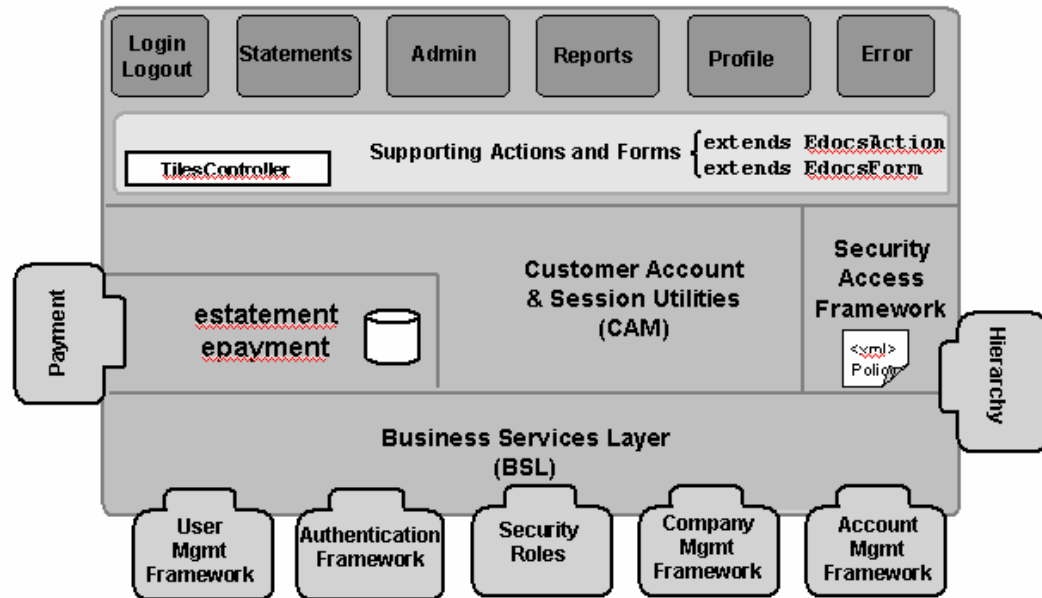 Login
Logout
Statements
Admin
Reports
Profile
Error
TilesController
Supporting Actions and Forms
extends EdocsAction
extends EdocsForm
Payment
estatement
epayment
Customer Account
& Session Utilities
(CAM)
Security
Access
Framework
<xml>
Policy
Hierarchy
Business Services Layer
(BSL)
User
Mgmt
Framework
Authentication
Framework
Security
Roles
Company
Mgmt
Framework
Account
Mgmt
Framework